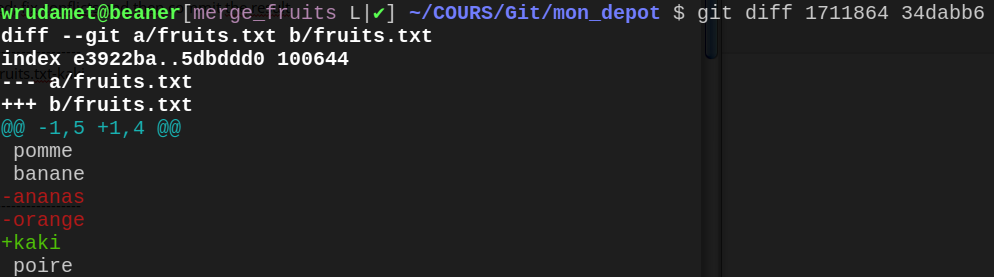 wrudamet@beaner[merge_fruits L|✔] ~/COURS/Git/mon_depot $ git diff 1711864 34dabb6
diff --git a/fruits.txt b/fruits.txt
index e3922ba..5dbddd0 100644
--- a/fruits.txt
+++ b/fruits.txt
@@ -1,5 +1,4 @@
 pomme
 banane
-ananas
-orange
+kaki
 poire